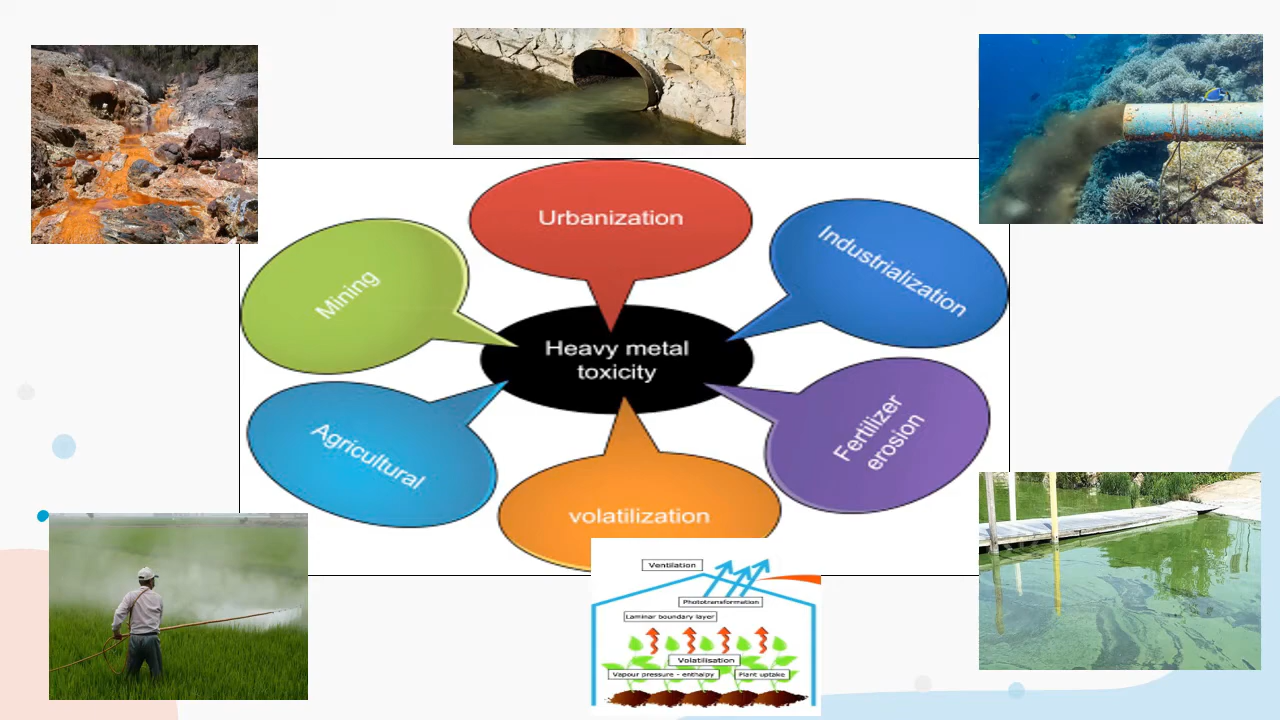 Urbanization
Mining
Industrialization
Heavy metal
toxicity
Agricultural
Fertilizer
erosion
volatilization
Ventilation
Phototransformation
Laminar boundary layer
Volatilisation
Vapour pressure - enthalpy
Plant uptake